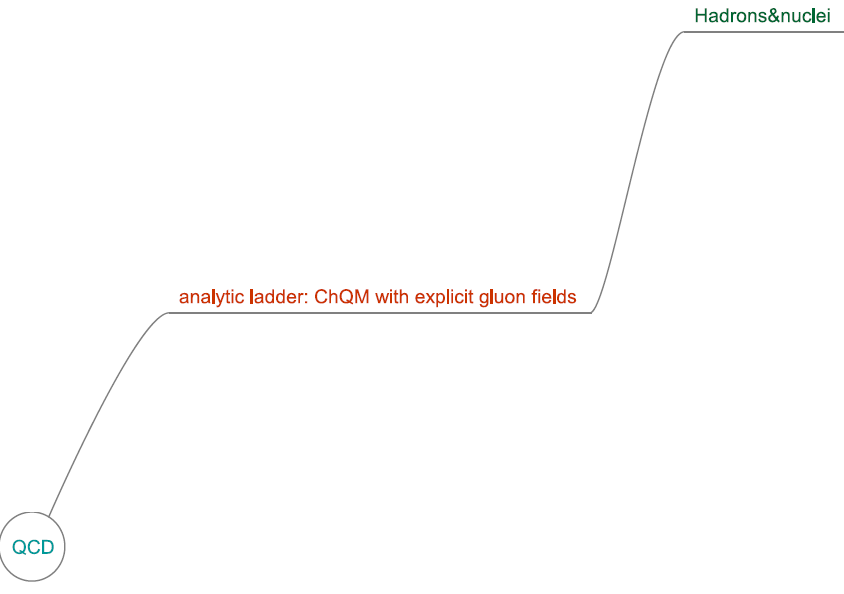 Hadrons&nuclei
analytic ladder: ChQM with explicit gluon fields
QCD